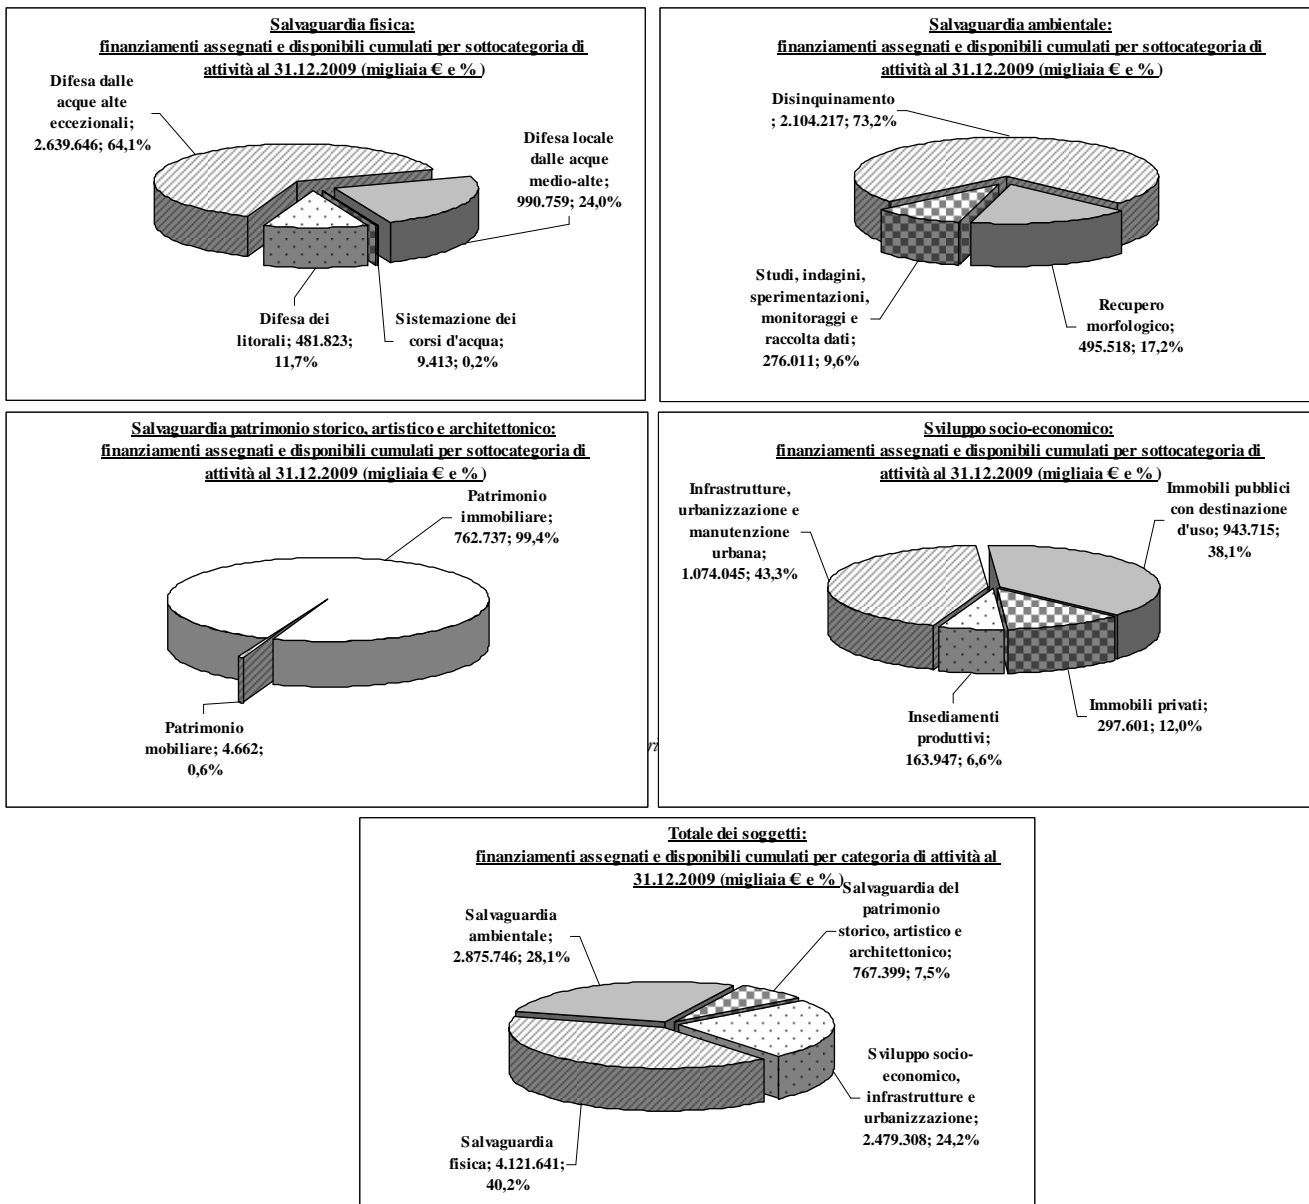 Salvaguardia fisica:
finanziamenti assegnati e disponibili cumulati per sottocategoria di
attività al 31.12.2009 (migliaia € e % )
Difesa dalle
acque alte
eccezionali;
2.639.646; 64,1%
Difesa locale
dalle acque
medio-alte;
990.759; 24,0%
Difesa dei
litorali; 481.823;
11,7%
Sistemazione dei
corsi d'acqua;
9.413; 0,2%
Salvaguardia ambientale:
finanziamenti assegnati e disponibili cumulati per sottocategoria di
attività al 31.12.2009 (migliaia € e % )
Disinquinamento
; 2.104.217; 73,2%
Studi, indagini,
sperimentazioni,
monitoraggi e
raccolta dati;
276.011; 9,6%
Recupero
morfologico;
495.518; 17,2%
Salvaguardia patrimonio storico, artistico e architettonico:
finanziamenti assegnati e disponibili cumulati per sottocategoria di
attività al 31.12.2009 (migliaia € e % )
Patrimonio
immobiliare;
762.737; 99,4%
Patrimonio
mobiliare; 4.662;
0,6%
Sviluppo socio-economico:
finanziamenti assegnati e disponibili cumulati per sottocategoria di
attività al 31.12.2009 (migliaia € e % )
Infrastrutture,
urbanizzazione e
manutenzione
urbana;
1.074.045; 43,3%
Immobili pubblici
con destinazione
d'uso; 943.715;
38,1%
Insediamenti
produttivi;
163.947; 6,6%
Immobili privati;
297.601; 12,0%
Totale dei soggetti:
finanziamenti assegnati e disponibili cumulati per categoria di attività al
31.12.2009 (migliaia € e % )
Salvaguardia
ambientale;
2.875.746; 28,1%
Salvaguardia del
patrimonio
storico, artistico e
architettonico;
767.399; 7,5%
Sviluppo socio-
economico,
infrastrutture e
urbanizzazione;
2.479.308; 24,2%
Salvaguardia
fisica; 4.121.641;
40,2%